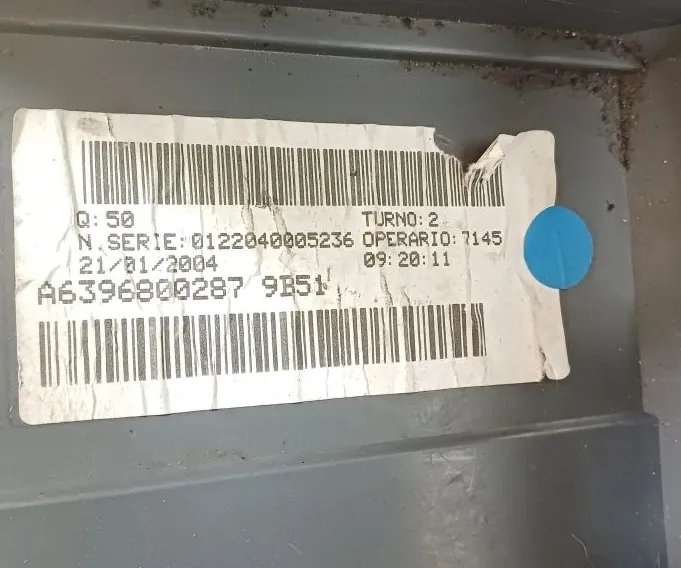 Q:50 TURNO:2
N.SERIE:0122040005236 OPERARIO:7145
21/01/2004 09:20:11
A6396800287 9B51